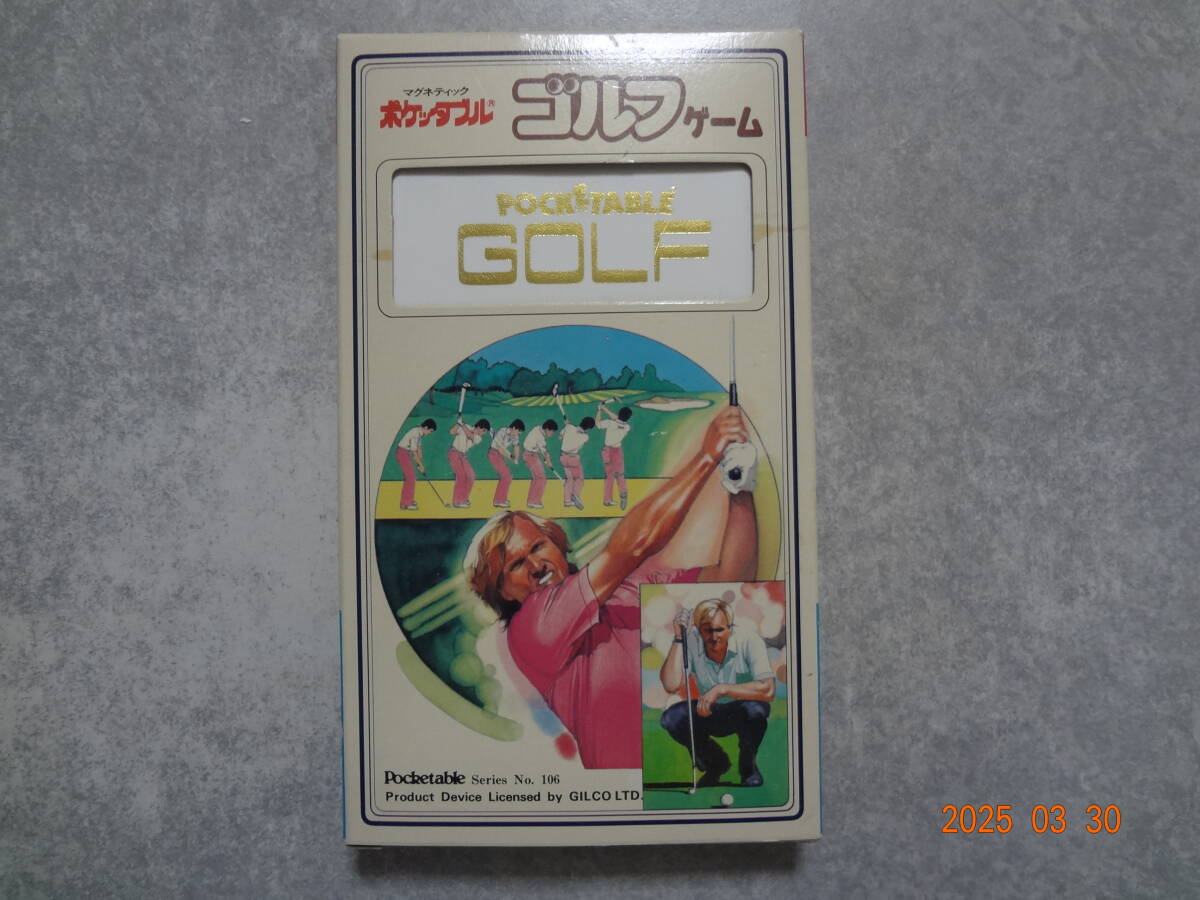 マグネティック
ポケッタブル®
ゴルフゲーム
POCKETABLE
GOLF
Pocketable Series No. 106
Product Device Licensed by GILCO LTD.
2025 03 30